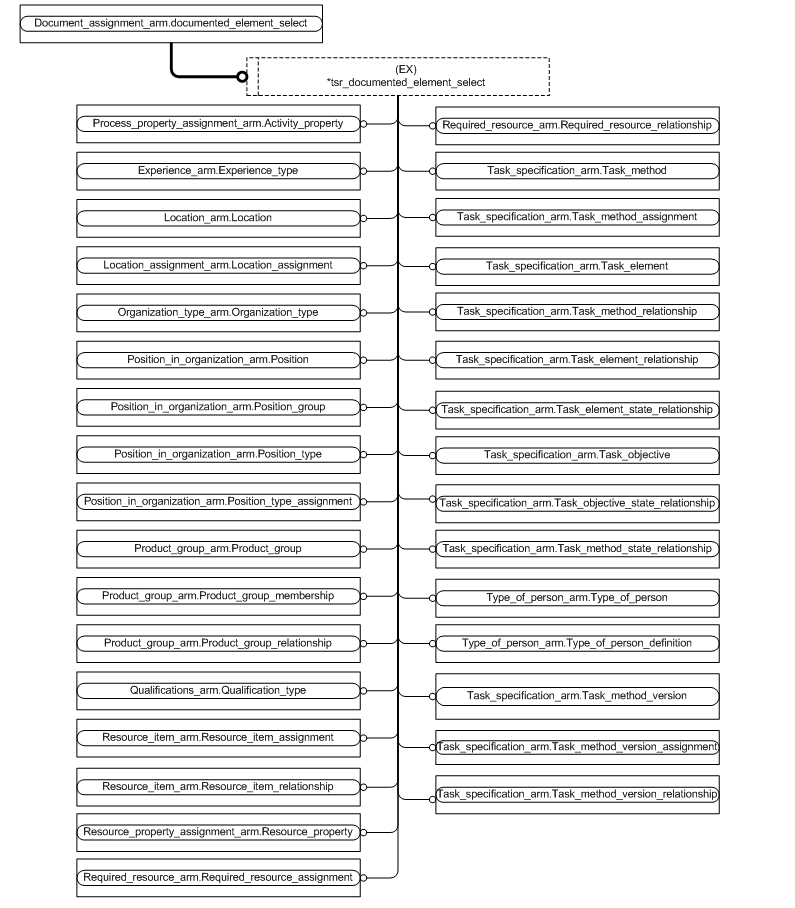 Document_assignment_arm.documented_element_select
(EX)
*tsr_documented_element_select
Process_property_assignment_arm.Activity_property
Experience_arm.Experience_type
Location_arm.Location
Location_assignment_arm.Location_assignment
Organization_type_arm.Organization_type
Position_in_organization_arm.Position
Position_in_organization_arm.Position_group
Position_in_organization_arm.Position_type
Position_in_organization_arm.Position_type_assignment
Product_group_arm.Product_group
Product_group_arm.Product_group_membership
Product_group_arm.Product_group_relationship
Qualifications_arm.Qualification_type
Resource_item_arm.Resource_item_assignment
Resource_item_arm.Resource_item_relationship
Resource_property_assignment_arm.Resource_property
Required_resource_arm.Required_resource_assignment
Required_resource_arm.Required_resource_relationship
Task_specification_arm.Task_method
Task_specification_arm.Task_method_assignment
Task_specification_arm.Task_element
Task_specification_arm.Task_method_relationship
Task_specification_arm.Task_element_relationship
Task_specification_arm.Task_element_state_relationship
Task_specification_arm.Task_objective
Task_specification_arm.Task_objective_state_relationship
Task_specification_arm.Task_method_state_relationship
Type_of_person_arm.Type_of_person
Type_of_person_arm.Type_of_person_definition
Task_specification_arm.Task_method_version
Task_specification_arm.Task_method_version_assignment
Task_specification_arm.Task_method_version_relationship